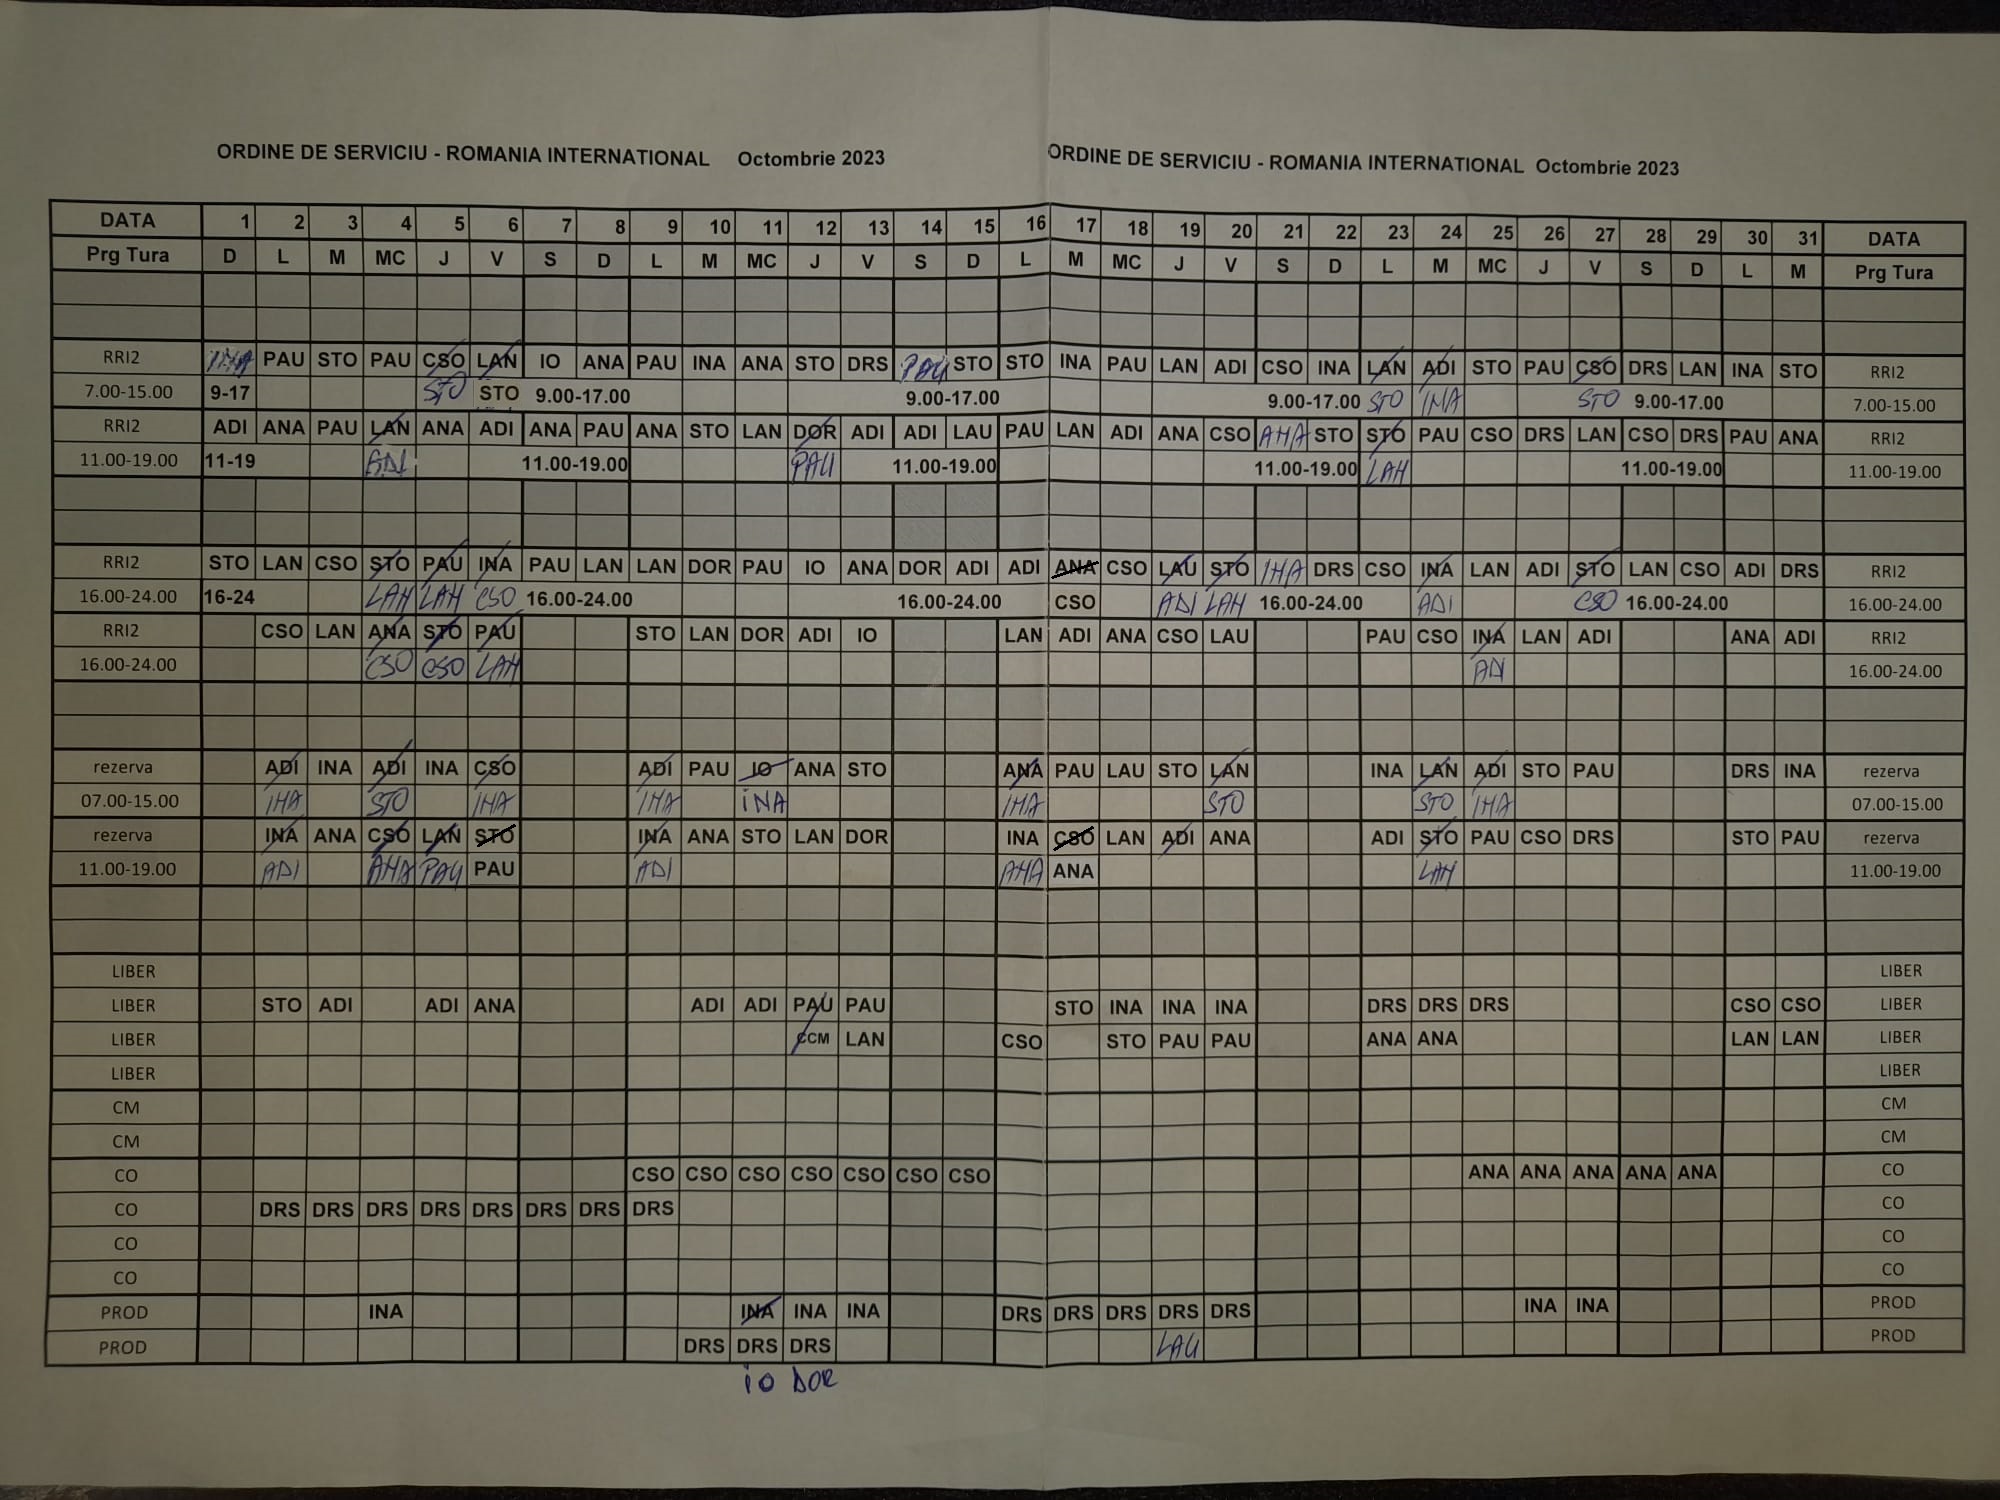 ORDINE DE SERVICIU - ROMANIA INTERNATIONAL Octombrie 2023 ORDINE DE SERVICIU - ROMANIA INTERNATIONAL Octombrie 2023
DATA 1 2 3 4 5 6 7 8 9 10 11 12 13 14 15 16 17 18 19 20 21 22 23 24 25 26 27 28 29 30 31 DATA
Prg Tura D L M MC J V S D L M MC J V S D L M MC J V S D L M MC J V S D L M Prg Tura
RRI2 INA PAU STO PAU CSO LAN IO ANA PAU INA ANA STO DRS PAU STO STO INA PAU LAN ADI CSO INA LAN ADI STO PAU CSO DRS LAN INA STO RRI2
7.00-15.00 9-17 STO STO 9.00-17.00 9.00-17.00 9.00-17.00 STO INA STO 9.00-17.00 7.00-15.00
RRI2 ADI ANA PAU LAN ANA ADI ANA PAU ANA STO LAN DOR ADI ADI LAU PAU LAN ADI ANA CSO ANA STO STO PAU CSO DRS LAN CSO DRS PAU ANA RRI2
11.00-19.00 11-19 ADI 11.00-19.00 PAU 11.00-19.00 11.00-19.00 LAN 11.00-19.00 11.00-19.00
RRI2 STO LAN CSO STO PAU INA PAU LAN LAN DOR PAU IO ANA DOR ADI ADI ANA CSO LAU STO INA DRS CSO INA LAN ADI STO LAN CSO ADI DRS RRI2
16.00-24.00 16-24 LAN LAN CSO 16.00-24.00 16.00-24.00 CSO ADI LAN 16.00-24.00 ADI CSO 16.00-24.00 16.00-24.00
RRI2 CSO LAN ANA STO PAU STO LAN DOR ADI IO LAN ADI ANA CSO LAU PAU CSO INA LAN ADI ANA ADI RRI2
16.00-24.00 CSO CSO LAN ADI 16.00-24.00
rezerva ADI INA ADI INA CSO ADI PAU IO ANA STO ANA PAU LAU STO LAN INA LAN ADI STO PAU DRS INA rezerva
07.00-15.00 INA STO INA INA INA INA STO STO INA 07.00-15.00
rezerva INA ANA CSO LAN STO INA ANA STO LAN DOR INA CSO LAN ADI ANA ADI STO PAU CSO DRS STO PAU rezerva
11.00-19.00 ADI ANA PAU PAU ADI ANA ANA LAN 11.00-19.00
LIBER LIBER
LIBER STO ADI ADI ANA ADI ADI PAU PAU STO INA INA INA DRS DRS DRS CSO CSO LIBER
LIBER CCM LAN CSO STO PAU PAU ANA ANA LAN LAN LIBER
LIBER LIBER
CM CM
CM CM
CO CSO CSO CSO CSO CSO CSO CSO ANA ANA ANA ANA ANA CO
CO DRS DRS DRS DRS DRS DRS DRS DRS CO
CO CO
CO CO
PROD INA INA INA INA DRS DRS DRS DRS DRS INA INA PROD
PROD DRS DRS DRS LAU PROD
IO DOR